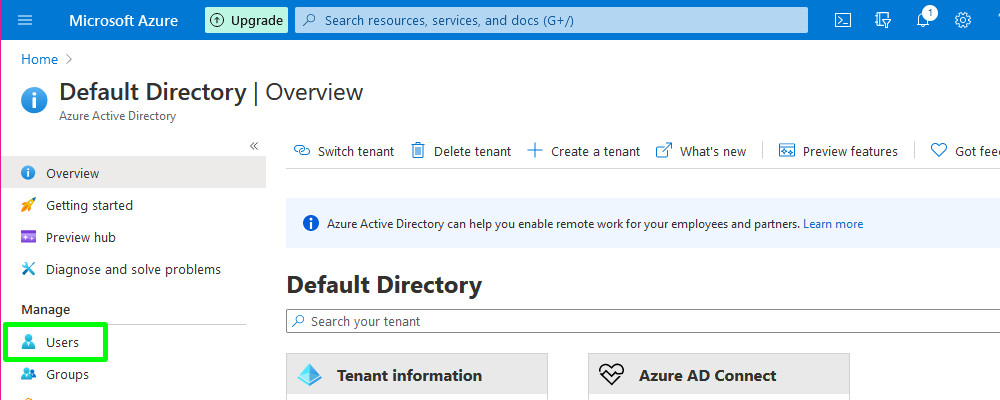 Microsoft Azure Upgrade Search resources, services, and docs (G+/) 1
Home
Default Directory | Overview
Azure Active Directory
«
Switch tenant Delete tenant Create a tenant What's new Preview features Got fee
Overview
Getting started
Preview hub
Diagnose and solve problems
Manage
Users
Groups
Azure Active Directory can help you enable remote work for your employees and partners. Learn more
Default Directory
Search your tenant
Tenant information
Azure AD Connect